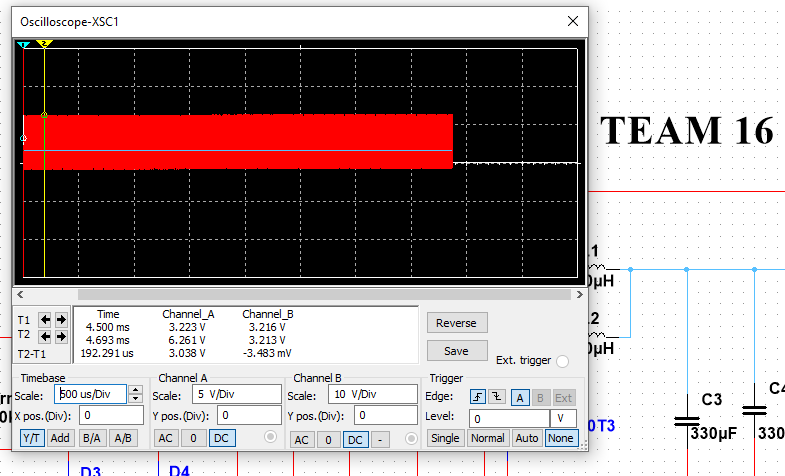 Oscilloscope-XSC1
1 2
TEAM 16
T1
T2
T2-T1
Time Channel_A Channel_B
4.500 ms 3.223 V 3.216 V
4.693 ms 6.261 V 3.213 V
192.291 us 3.038 V -3.483 mV
Reverse
Save
Ext. trigger
Timebase
Scale: 500 us/Div
X pos.(Div): 0
Y/T Add B/A A/B
Channel A
Scale: 5 V/Div
Y pos.(Div): 0
AC 0 DC
Channel B
Scale: 10 V/Div
Y pos.(Div): 0
AC 0 DC -
Trigger
Edge: A B Ext
Level: 0 V
Single Normal Auto None
.1
µH
.2
µH
0T3
C3
330µF
C4
330
D3
D4